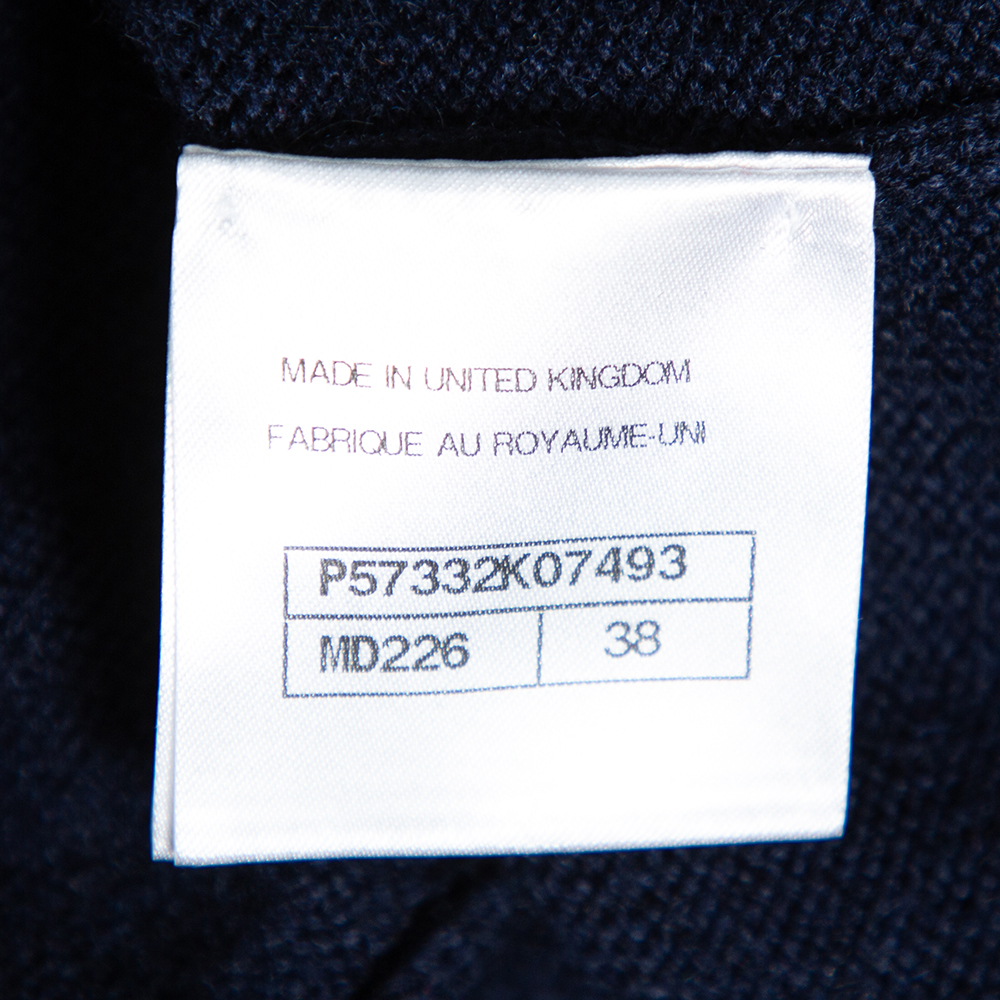 MADE IN UNITED KINGDOM
FABRIQUE AU ROYAUME-UNI
P57332K07493
MD226 38